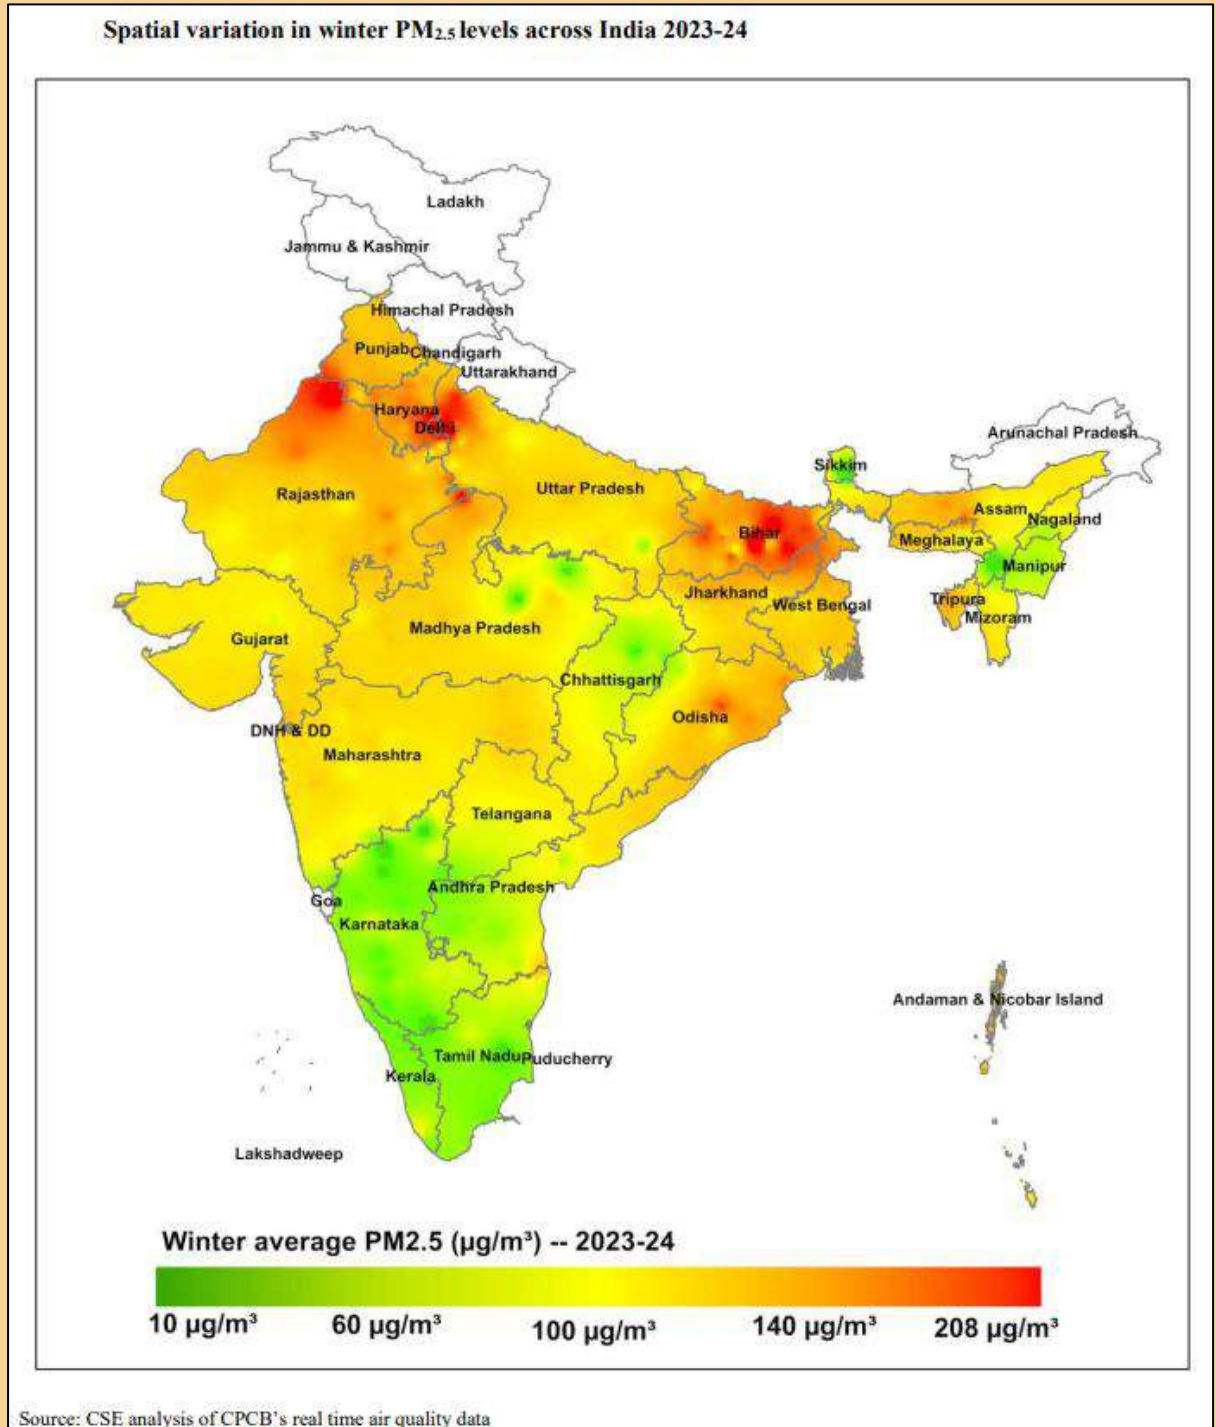 Spatial variation in winter PM2.5 levels across India 2023-24
Ladakh
Jammu & Kashmir
Himachal Pradesh
Punjab
Chandigarh
Uttarakhand
Haryana
Delhi
Arunachal Pradesh
Sikkim
Rajasthan
Uttar Pradesh
Assam
Nagaland
Bihar
Meghalaya
Manipur
Jharkhand
West Bengal
Tripura
Mizoram
Gujarat
Madhya Pradesh
Chhattisgarh
Odisha
DNH & DD
Maharashtra
Telangana
Andhra Pradesh
Goa
Karnataka
Andaman & Nicobar Island
Tamil Nadu
Puducherry
Kerala
Lakshadweep
Winter average PM2.5 (µg/m³) -- 2023-24
10 µg/m³ 60 µg/m³ 100 µg/m³ 140 µg/m³ 208 µg/m³
Source: CSE analysis of CPCB's real time air quality data